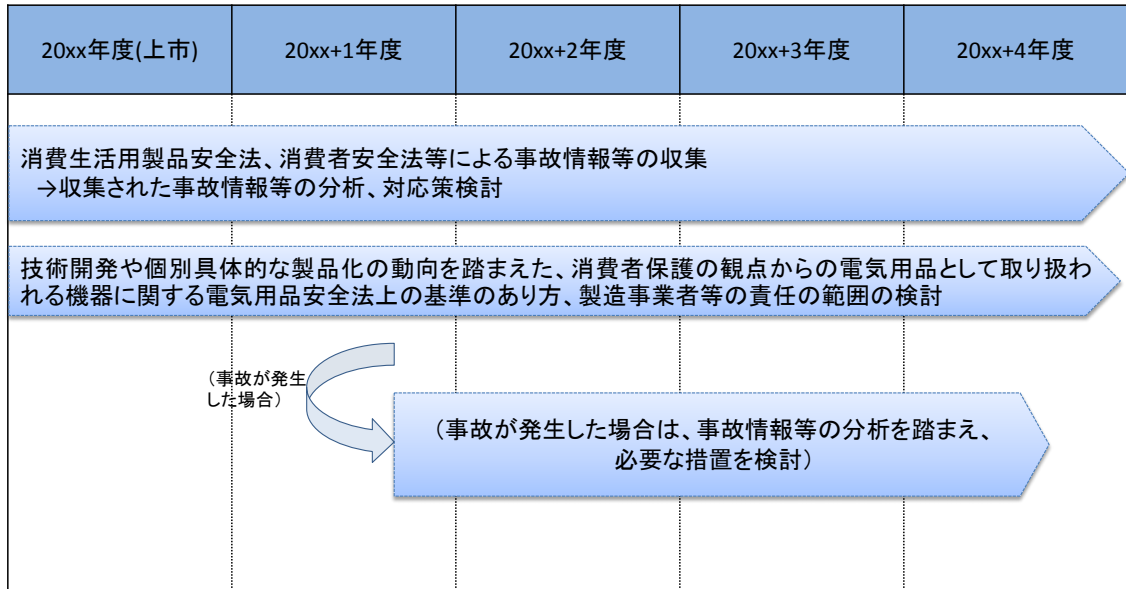 20xx年度(上市)
20xx+1年度
20xx+2年度
20xx+3年度
20xx+4年度
消費生活用製品安全法、消費者安全法等による事故情報等の収集
→収集された事故情報等の分析、対応策検討
技術開発や個別具体的な製品化の動向を踏まえた、消費者保護の観点からの電気用品として取り扱わ
れる機器に関する電気用品安全法上の基準のあり方、製造事業者等の責任の範囲の検討
（事故が発生
した場合）
（事故が発生した場合は、事故情報等の分析を踏まえ、
必要な措置を検討）